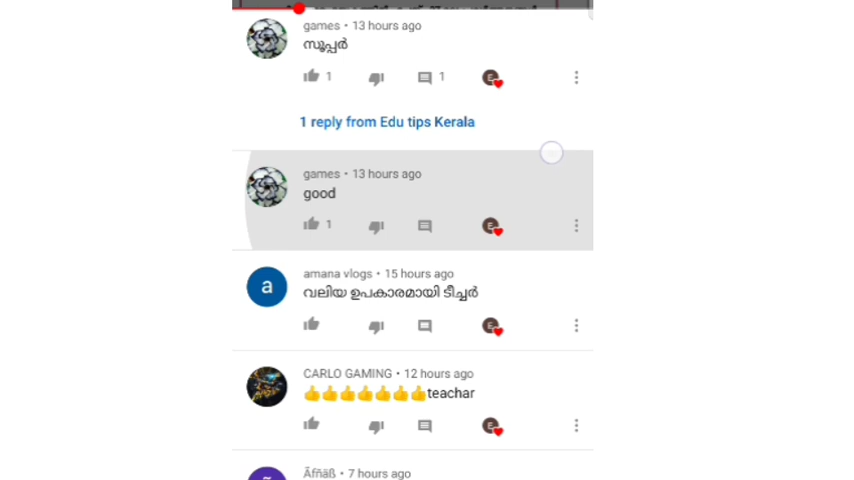 games • 13 hours ago
സൂപ്പർ
1
1
E
1 reply from Edu tips Kerala
games • 13 hours ago
good
1
E
a
amana vlogs • 15 hours ago
വലിയ ഉപകാരമായി ടീച്ചർ
E
CARLO GAMING • 12 hours ago
👍👍👍👍👍👍👍teachar
E
Ãfñäß • 7 hours ago